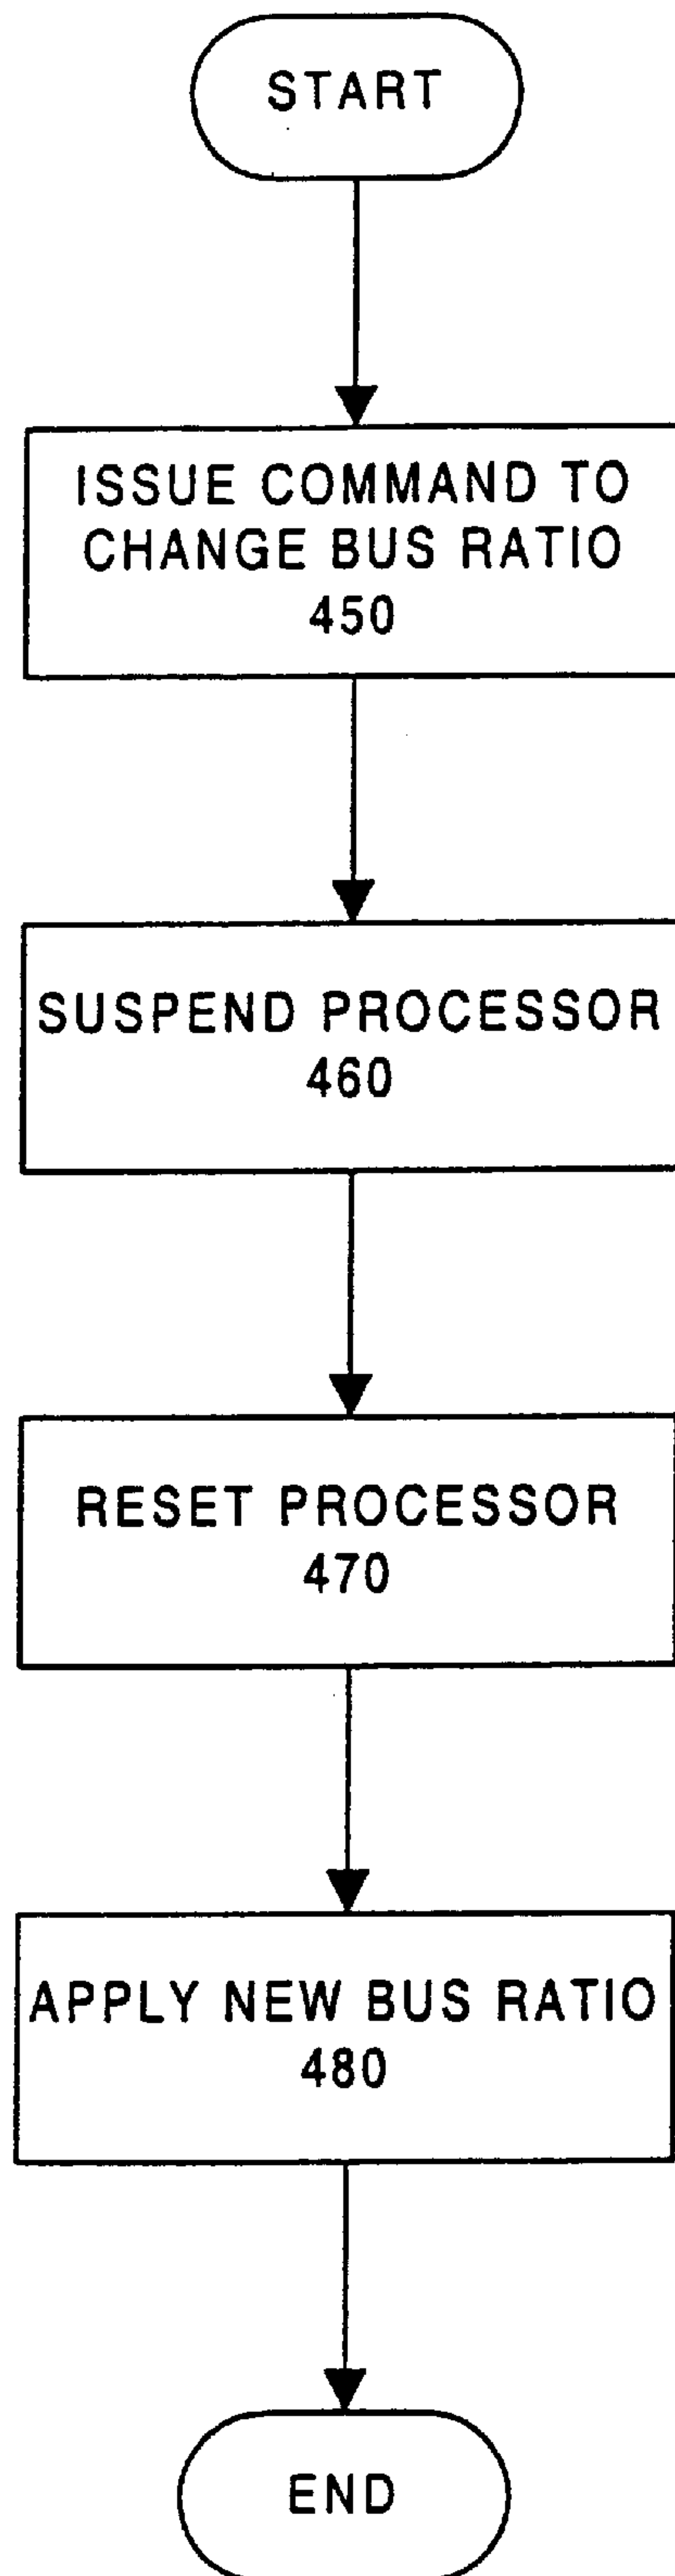 START
ISSUE COMMAND TO
CHANGE BUS RATIO
450
SUSPEND PROCESSOR
460
RESET PROCESSOR
470
APPLY NEW BUS RATIO
480
END